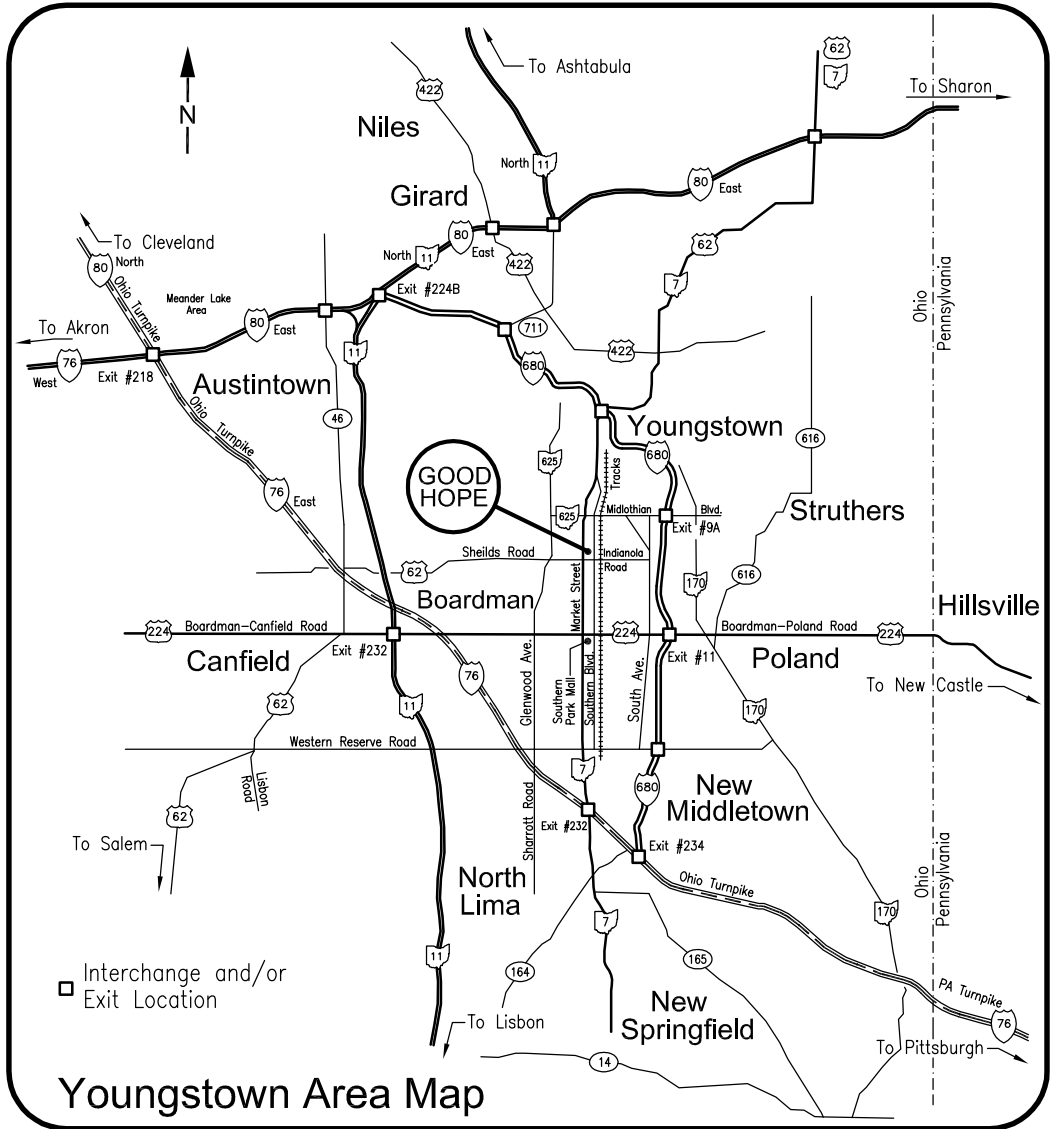 62
7
To Sharon
To Ashtabula
422
N
Niles
North
11
80
East
Girard
To Cleveland
80
North
Ohio Turnpike
Meander Lake
Area
North
11
80
East
422
62
7
Exit #224B
To Akron
80
East
76
West
Exit #218
11
711
680
422
Ohio
Pennsylvania
Austintown
46
Ohio Turnpike
Youngstown
616
GOOD
HOPE
625
Tracks
680
76
East
625
Midlothian Blvd.
Exit #9A
Struthers
Sheilds Road
62
Indianola
Road
170
616
Boardman
Market Street
Hillsville
224
Boardman-Canfield Road
224
Boardman-Poland Road
224
Canfield
Exit #232
Exit #11
Poland
76
Glenwood Ave.
Southern
Park Mall
Southern Blvd.
South Ave.
To New Castle
62
11
170
Western Reserve Road
Lisbon
Road
7
680
New
Middletown
62
Sharrott Road
Exit #232
To Salem
Exit #234
Ohio
Pennsylvania
North
Lima
Ohio Turnpike
7
170
11
164
165
Interchange and/or
Exit Location
PA Turnpike
New
Springfield
To Lisbon
76
To Pittsburgh
14
Youngstown Area Map